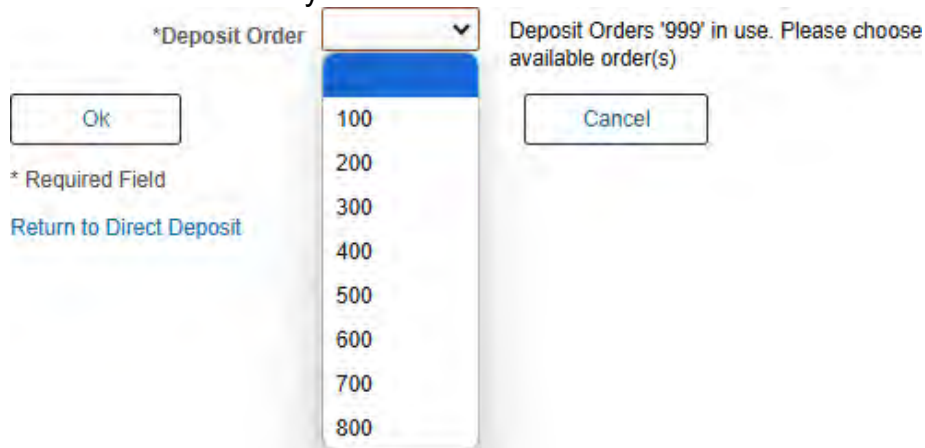 *Deposit Order
Deposit Orders '999' in use. Please choose
available order(s)
Ok
Cancel
* Required Field
Return to Direct Deposit
100
200
300
400
500
600
700
800